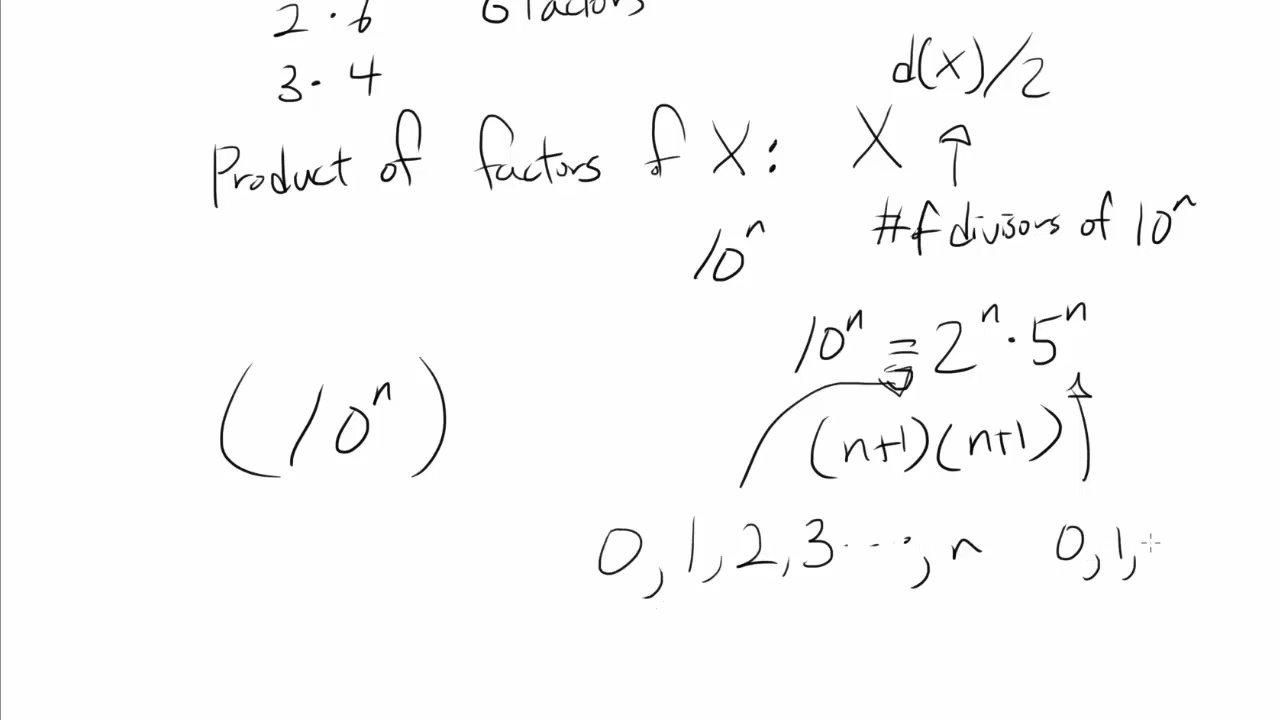 2 · 6 6 factors
3 · 4
d(x)/2
Product of factors of X: X
# of divisors of 10^n
10^n
10^n = 2^n · 5^n
(10^n)
(n+1)(n+1)
0, 1, 2, 3 ···, n 0, 1,